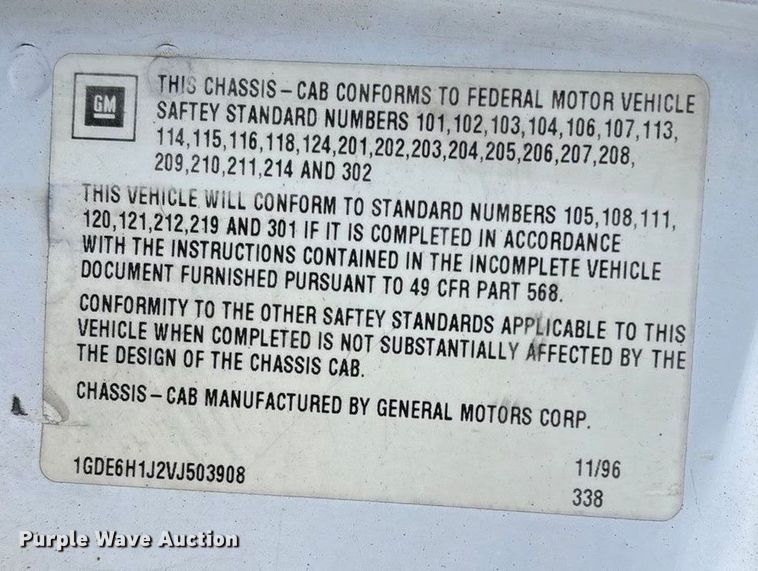 GM
THIS CHASSIS-CAB CONFORMS TO FEDERAL MOTOR VEHICLE
SAFTEY STANDARD NUMBERS 101,102,103,104,106,107,113,
114,115,116,118,124,201,202,203,204,205,206,207,208,
209,210,211,214 AND 302
THIS VEHICLE WILL CONFORM TO STANDARD NUMBERS 105,108,111,
120,121,212,219 AND 301 IF IT IS COMPLETED IN ACCORDANCE
WITH THE INSTRUCTIONS CONTAINED IN THE INCOMPLETE VEHICLE
DOCUMENT FURNISHED PURSUANT TO 49 CFR PART 568.
CONFORMITY TO THE OTHER SAFTEY STANDARDS APPLICABLE TO THIS
VEHICLE WHEN COMPLETED IS NOT SUBSTANTIALLY AFFECTED BY THE
THE DESIGN OF THE CHASSIS CAB.
CHASSIS-CAB MANUFACTURED BY GENERAL MOTORS CORP.
1GDE6H1J2VJ503908 11/96
338
Purple Wave Auction